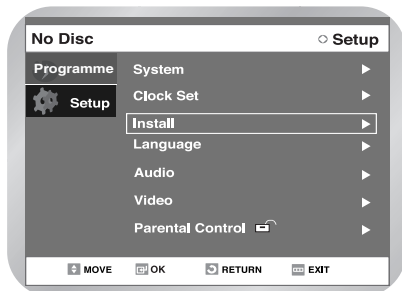 No Disc
Setup
Programme
Setup
System
Clock Set
Install
Language
Audio
Video
Parental Control
MOVE
OK
RETURN
EXIT